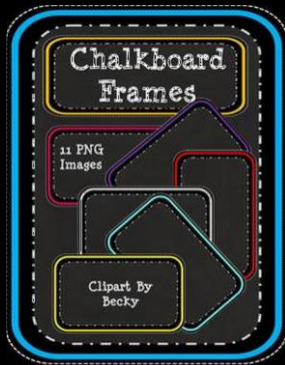 Chalkboard
Frames
11 PNG
Images
Clipart By
Becky